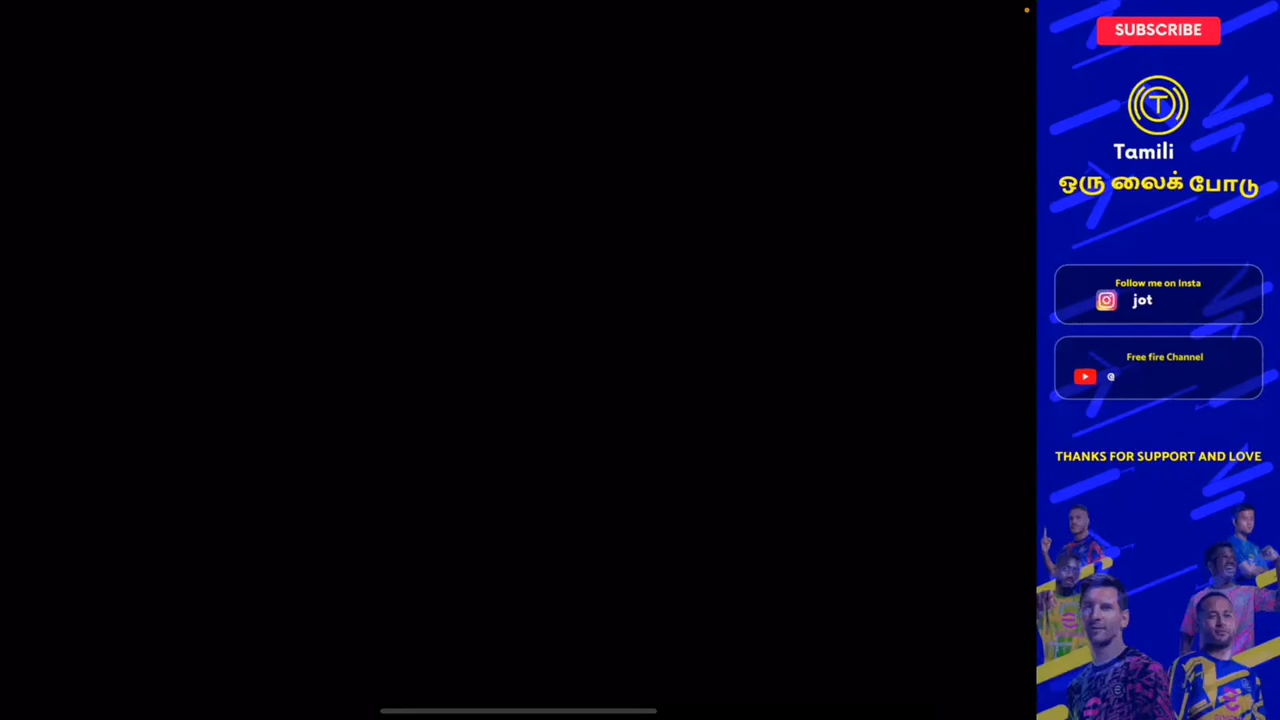 SUBSCRIBE
T
Tamili
ஒரு லைக் போடு
Follow me on Insta
jot
Free fire Channel
@
THANKS FOR SUPPORT AND LOVE